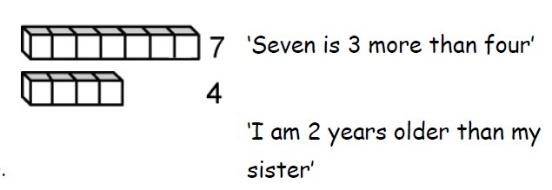 7 'Seven is 3 more than four'
4
'I am 2 years older than my
sister'
.